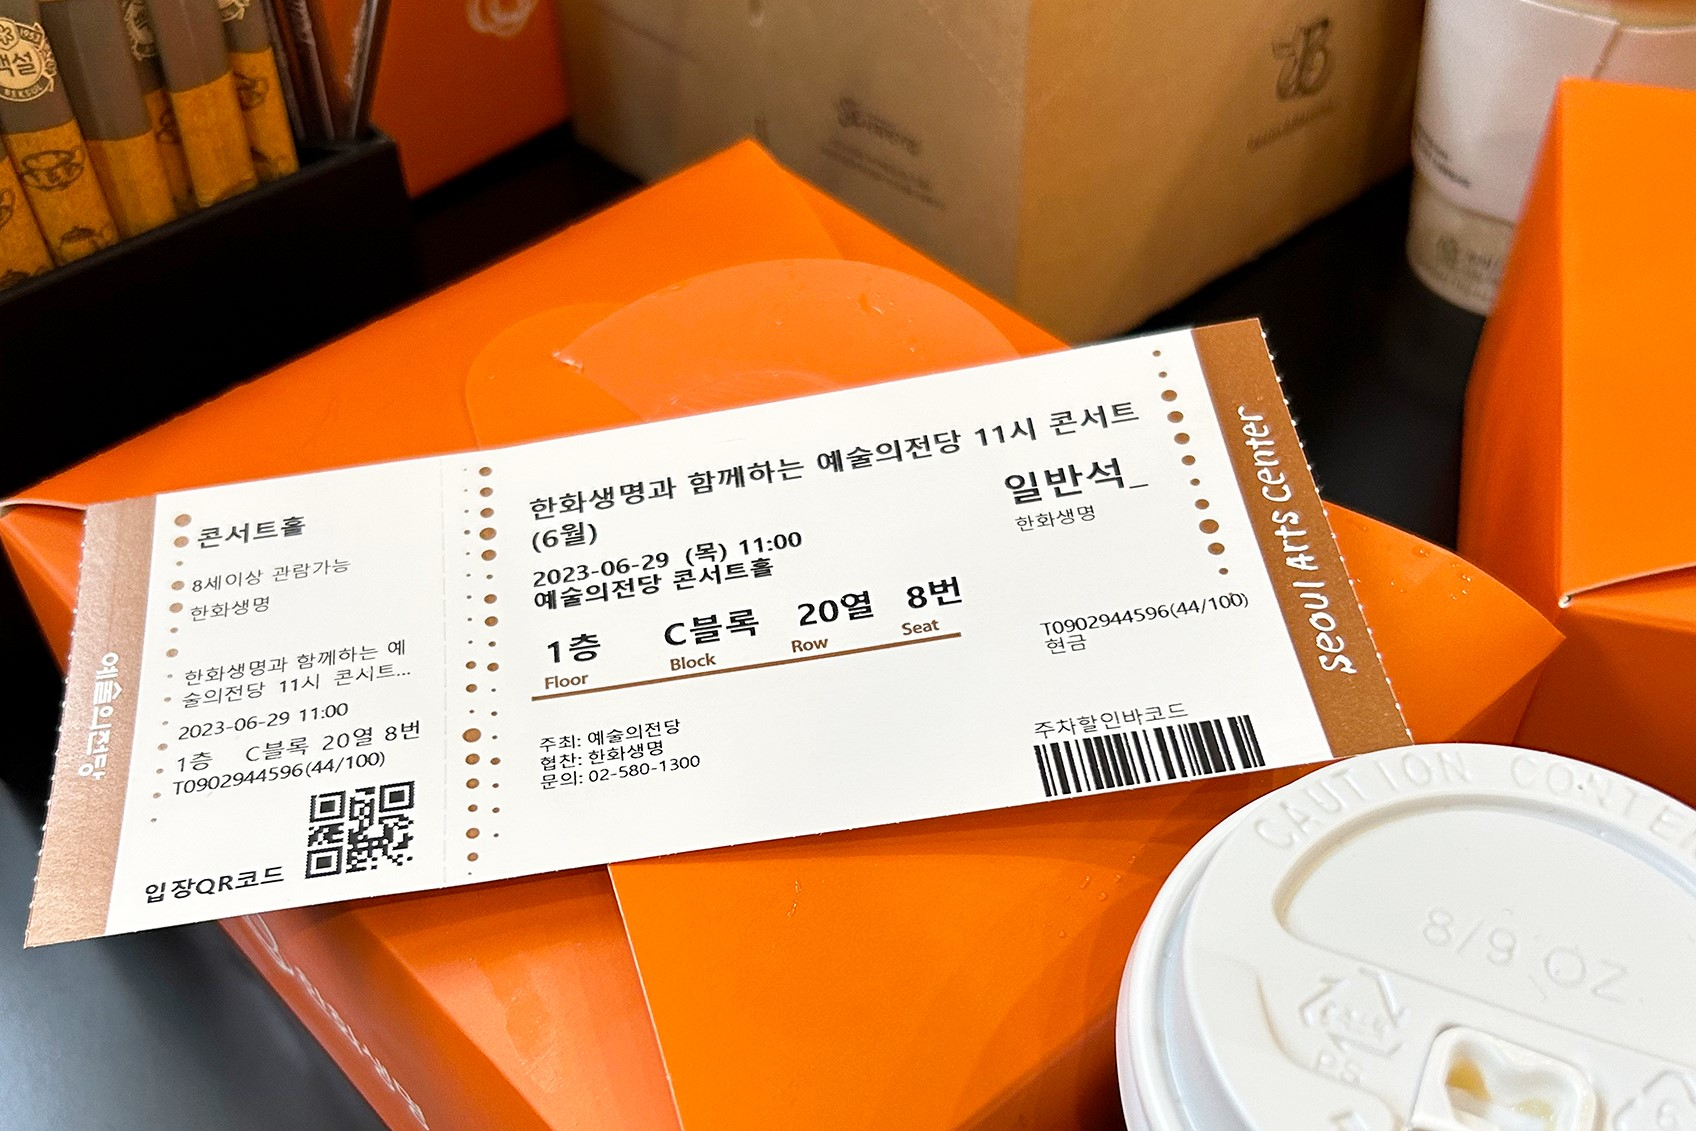 백설
BEKSUL
예술의전당
콘서트홀
8세이상 관람가능
한화생명
한화생명과 함께하는 예
술의전당 11시 콘서트...
2023-06-29 11:00
1층 C블록 20열 8번
T0902944596(44/100)
입장QR코드
한화생명과 함께하는 예술의전당 11시 콘서트
(6월)
2023-06-29 (목) 11:00
예술의전당 콘서트홀
1층 C블록 20열 8번
Floor Block Row Seat
주최: 예술의전당
협찬: 한화생명
문의: 02-580-1300
일반석_
한화생명
T0902944596(44/100)
현금
주차할인바코드
Seoul Arts Center
CAUTION CONTE
8/9 OZ
PS
6